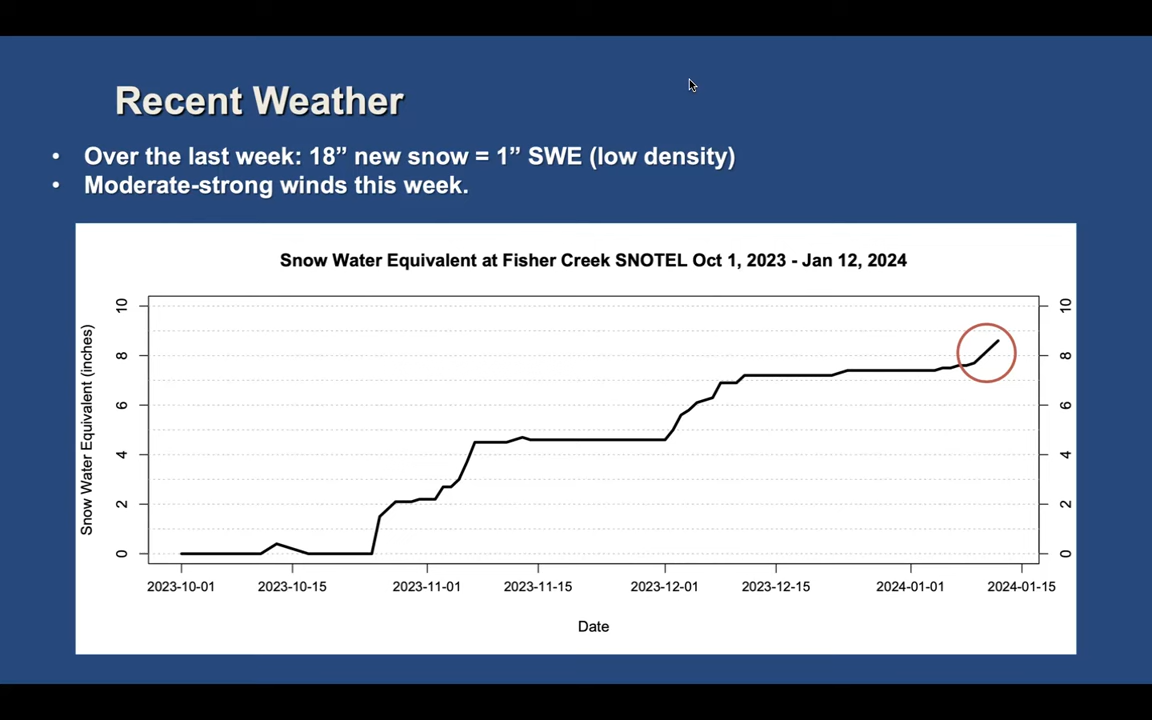 Recent Weather
• Over the last week: 18” new snow = 1” SWE (low density)
• Moderate-strong winds this week.
Snow Water Equivalent at Fisher Creek SNOTEL Oct 1, 2023 - Jan 12, 2024
Snow Water Equivalent (inches)
10
8
6
4
2
0
10
8
6
4
2
0
2023-10-01 2023-10-15 2023-11-01 2023-11-15 2023-12-01 2023-12-15 2024-01-01 2024-01-15
Date